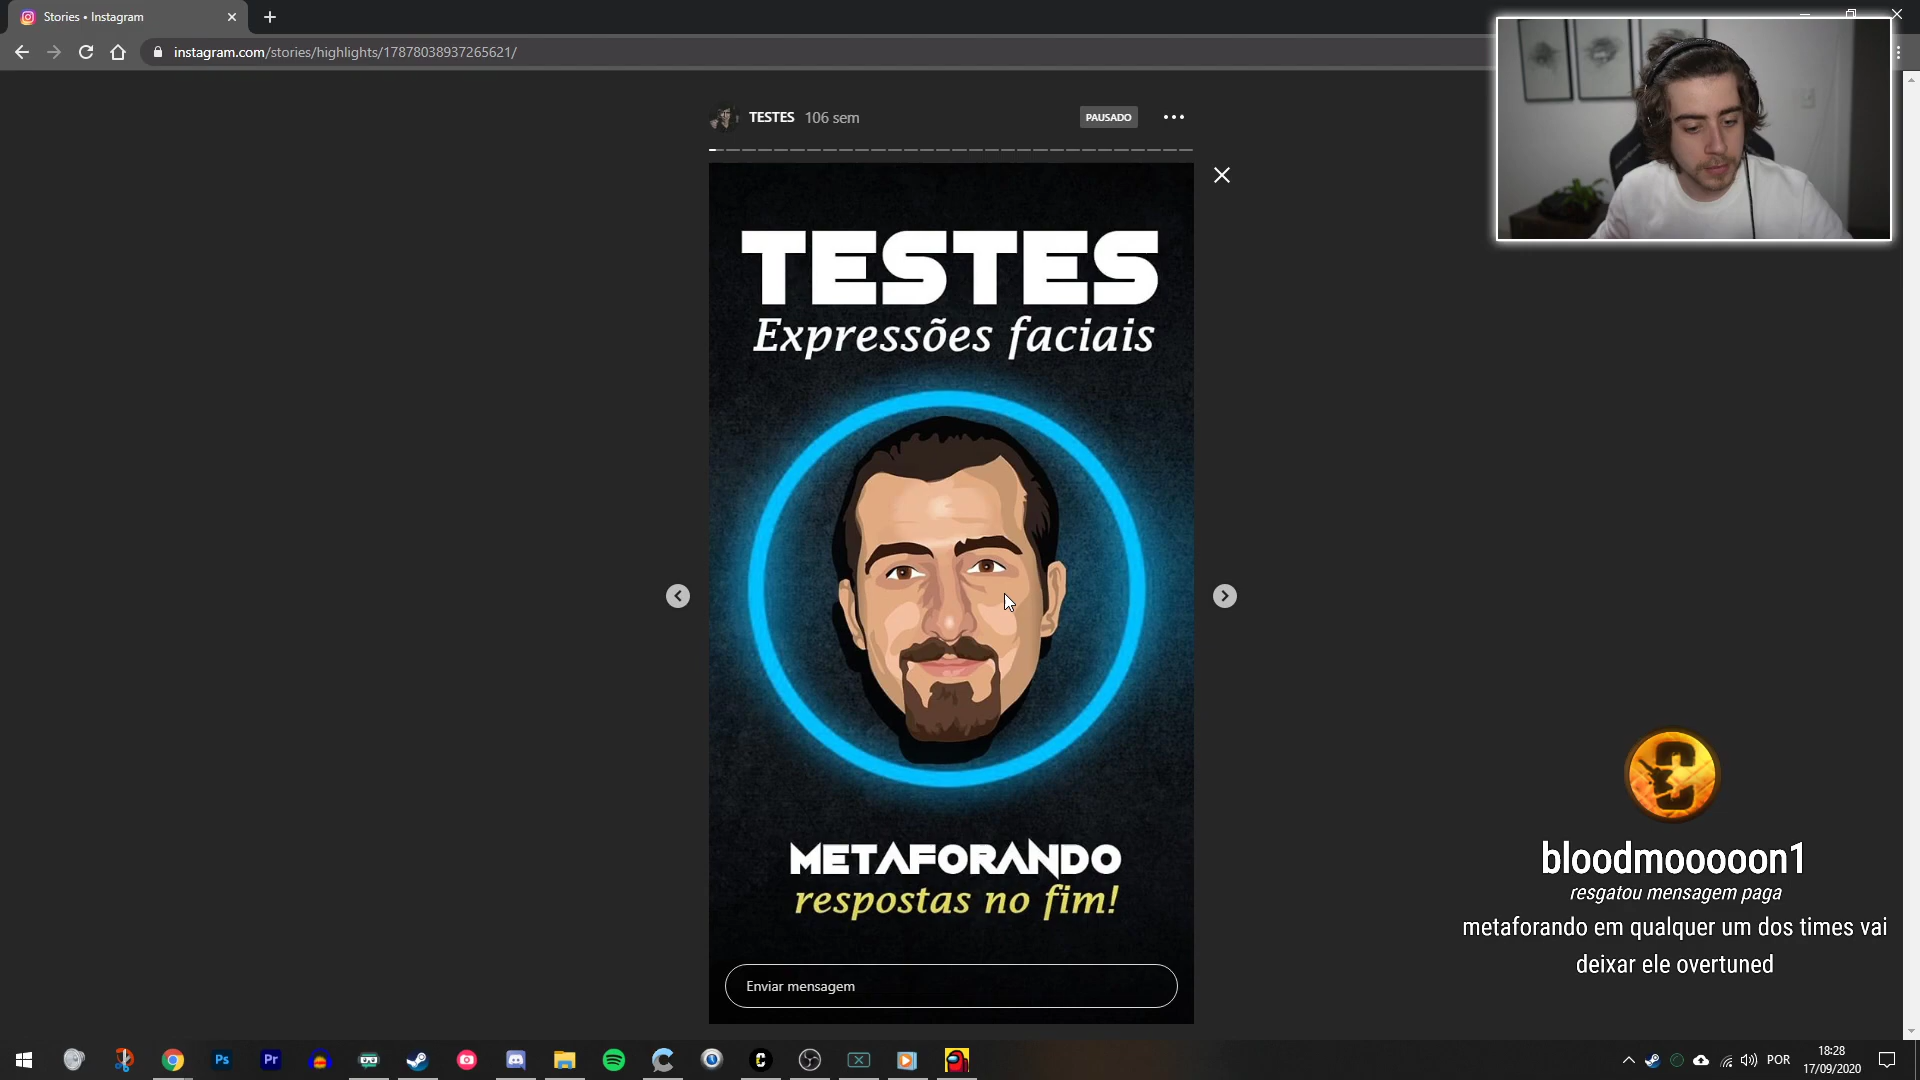 Stories • Instagram
instagram.com/stories/highlights/17878038937265621/
TESTES 106 sem
PAUSADO
TESTES
Expressões faciais
METAFORANDO
respostas no fim!
Enviar mensagem
bloodmooooon1
resgatou mensagem paga
metaforando em qualquer um dos times vai
deixar ele overtuned
Ps
Pr
POR
18:28
17/09/2020